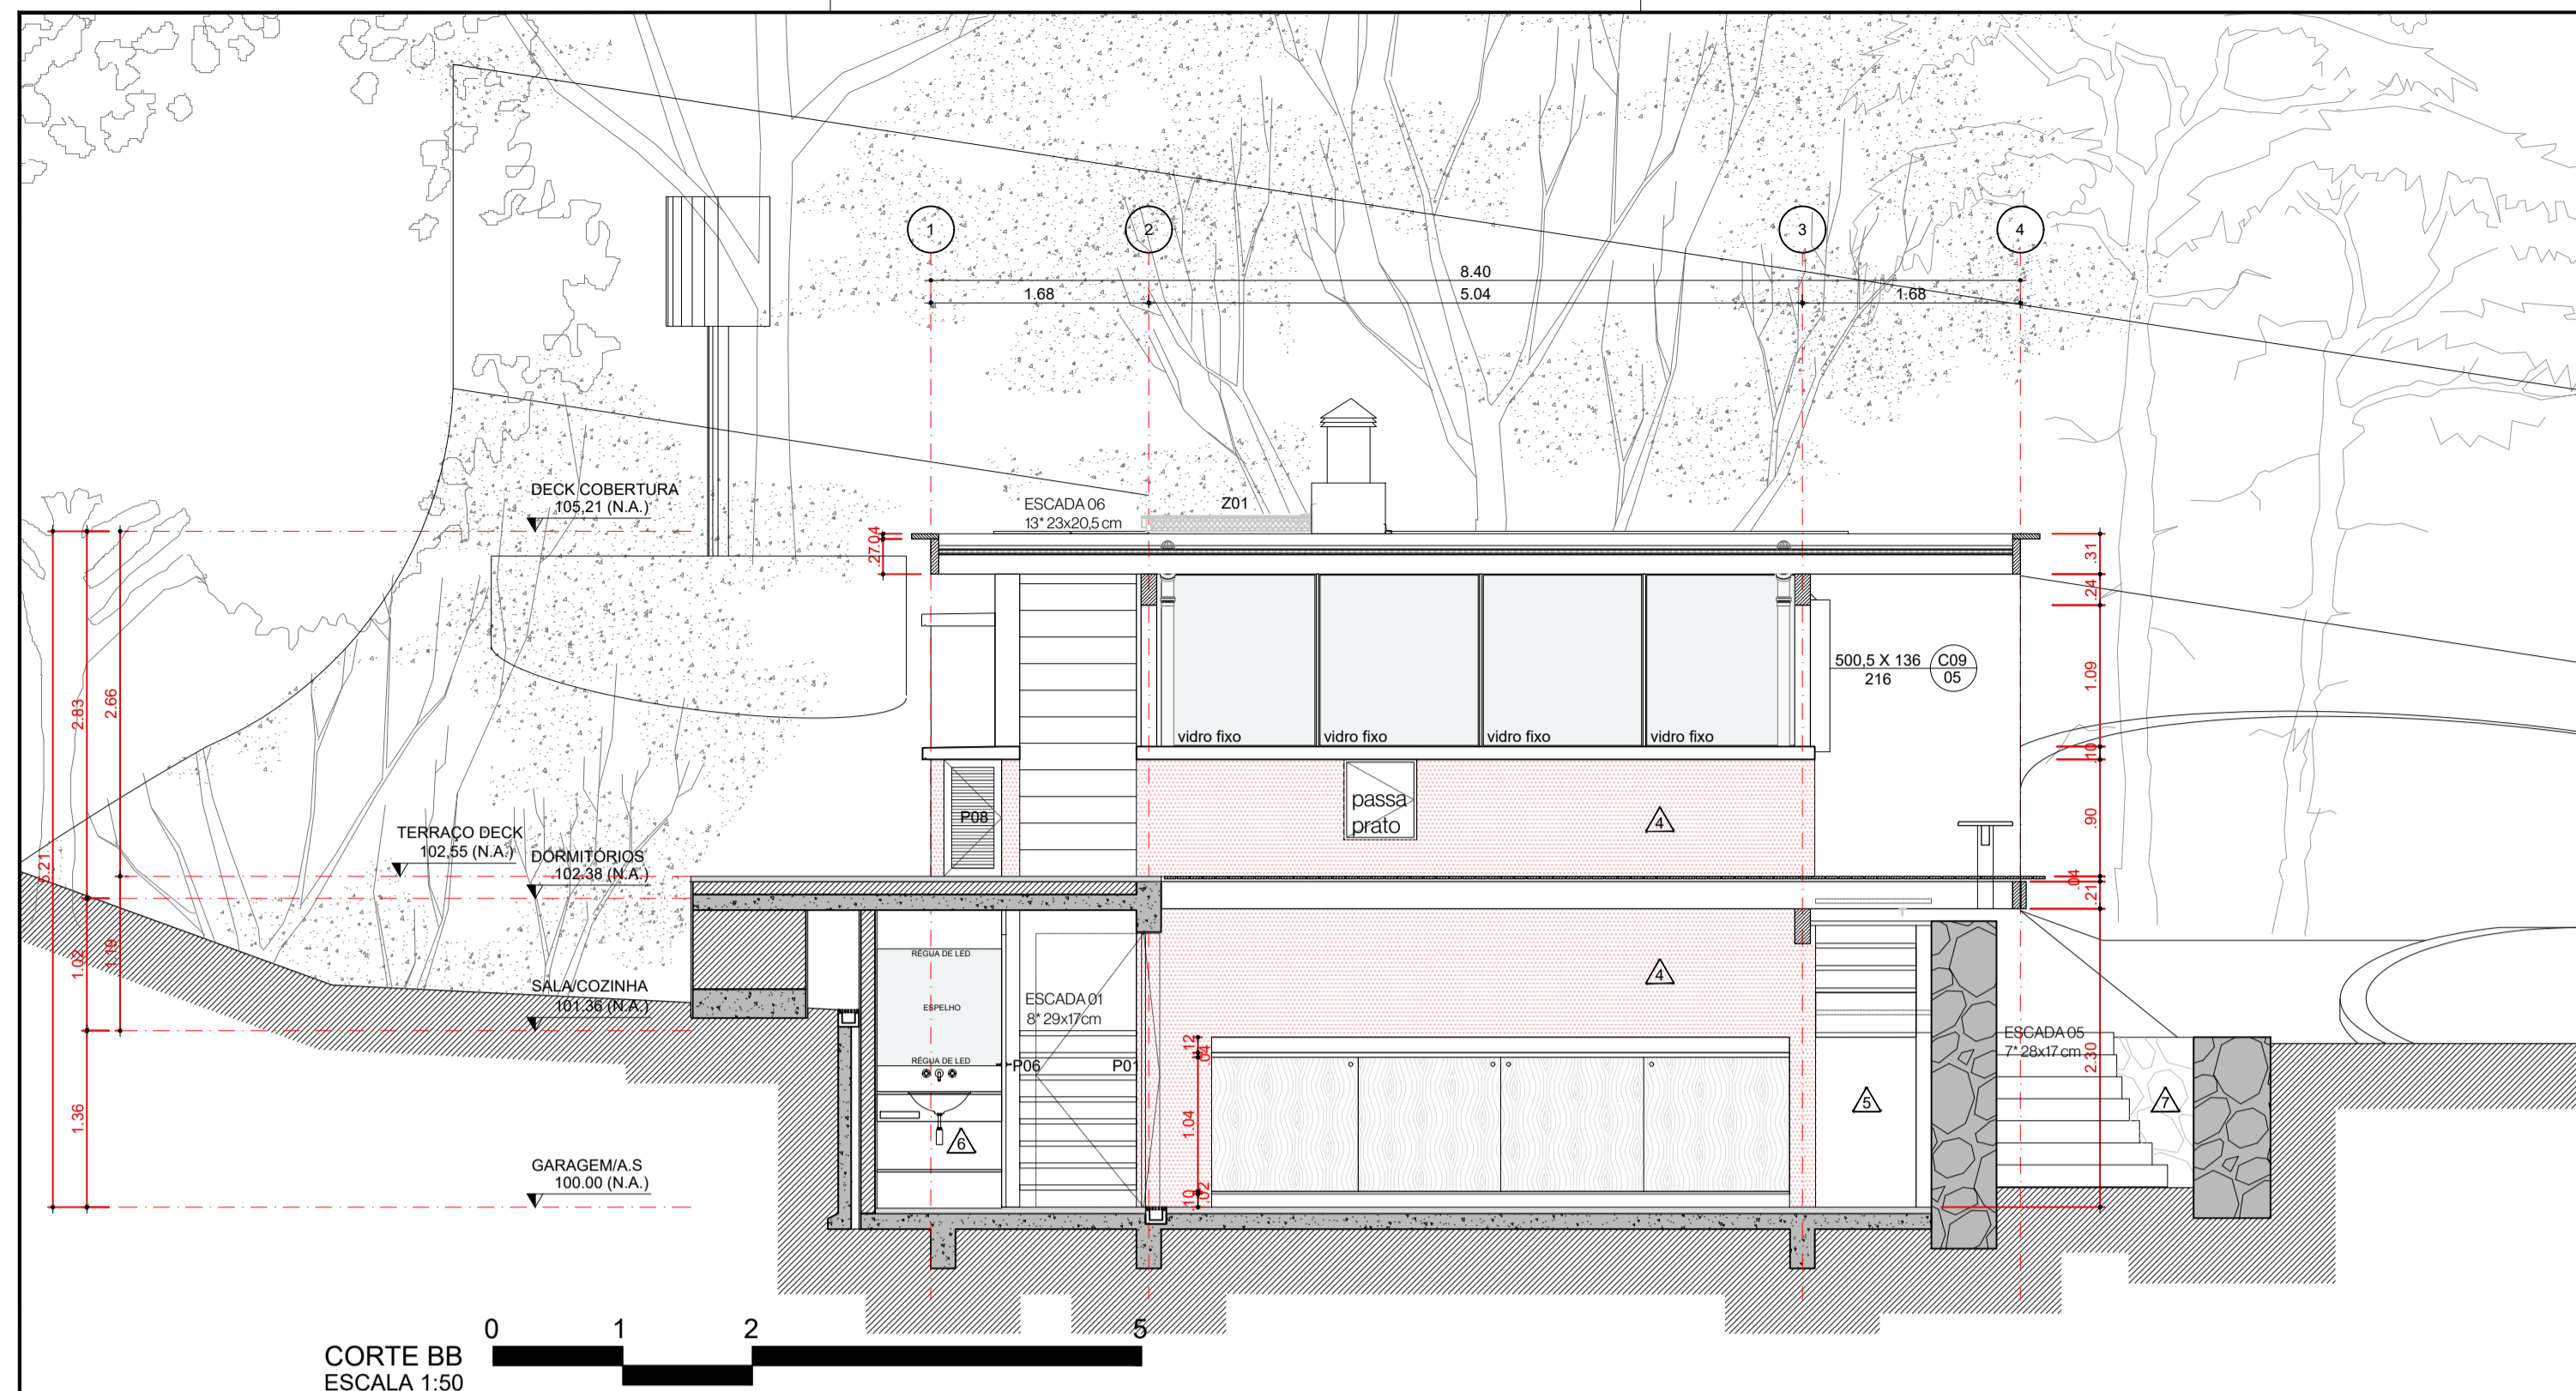 1
2
3
4
8.40
1.68
5.04
1.68
DECK COBERTURA
105,21 (N.A.)
ESCADA 06
13* 23x20,5 cm
Z01
.04
.27
.31
.24
500,5 X 136
216
C09
05
1.09
2.83
2.66
vidro fixo
vidro fixo
vidro fixo
vidro fixo
.10
passa
prato
P08
4
.90
TERRAÇO DECK
102,55 (N.A.)
DORMITÓRIOS
102.38 (N.A.)
5.21
.04
.21
1.02
1.19
RÉGUA DE LED
4
SALA/COZINHA
101.36 (N.A.)
ESPELHO
ESCADA 01
8* 29x17cm
RÉGUA DE LED
P06
P01
.12
.04
ESCADA 05
7* 28x17 cm
2.30
1.36
1.04
5
7
6
GARAGEM/A.S
100.00 (N.A.)
.10
.02
0
1
2
5
CORTE BB
ESCALA 1:50